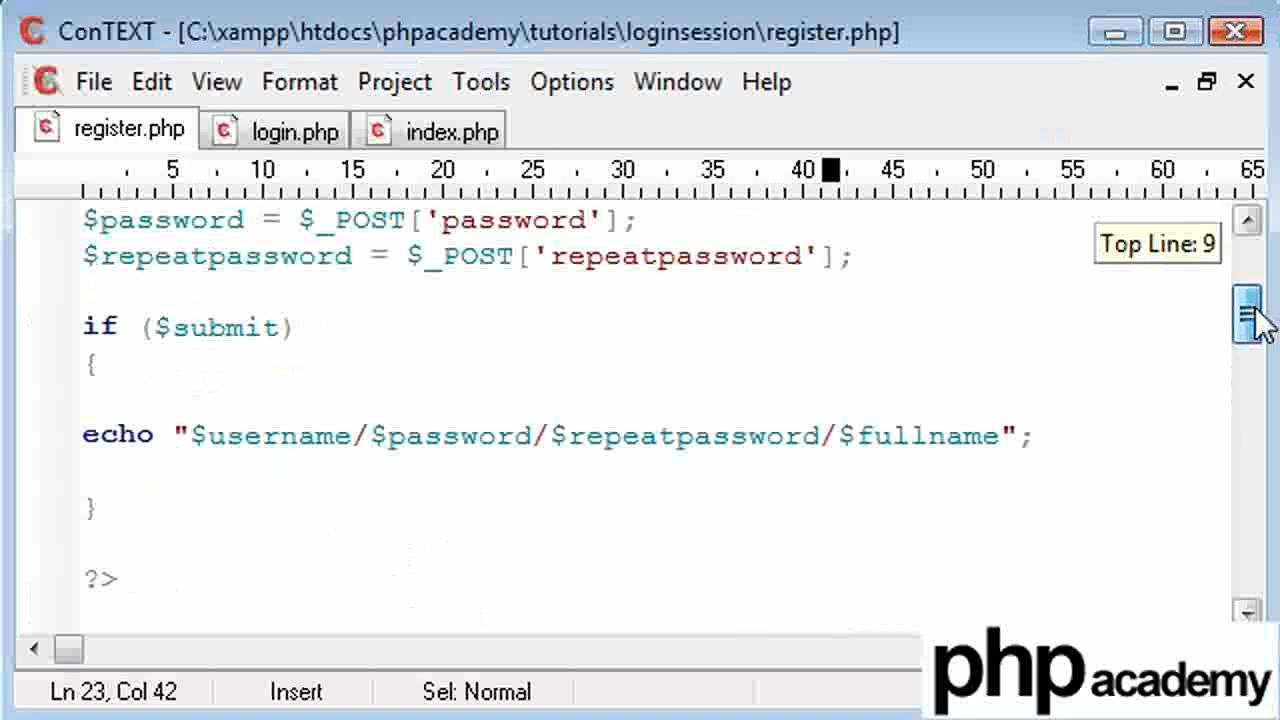 ConTEXT - [C:\xampp\htdocs\phpacademy\tutorials\loginsession\register.php]
File Edit View Format Project Tools Options Window Help
register.php login.php index.php
5 10 15 20 25 30 35 40 45 50 55 60 65
$password = $_POST['password'];
Top Line: 9
$repeatpassword = $_POST['repeatpassword'];
if ($submit)
{
echo "$username/$password/$repeatpassword/$fullname";
}
?>
Ln 23, Col 42 Insert Sel: Normal
php academy